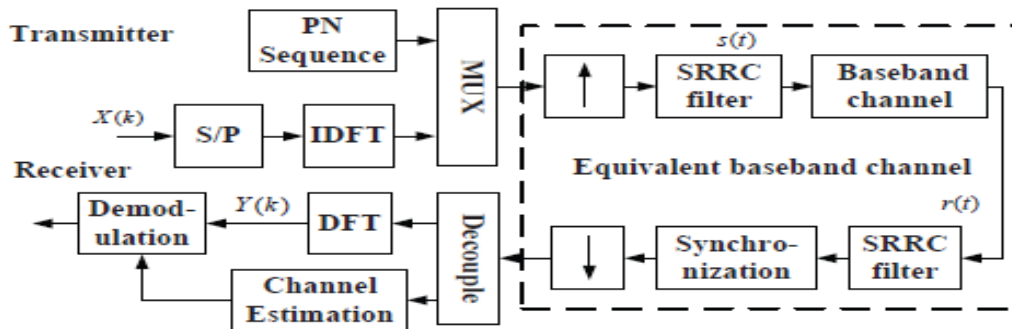 Transmitter
PN
Sequence
MUX
s(t)
SRRC
filter
Baseband
channel
X(k)
S/P
IDFT
Receiver
Equivalent baseband channel
r(t)
Demod-
ulation
Y(k)
DFT
Decouple
Synchro-
nization
SRRC
filter
Channel
Estimation